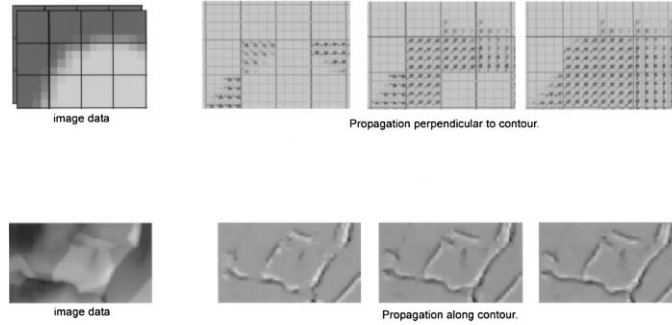 image data
Propagation perpendicular to contour.
image data
Propagation along contour.